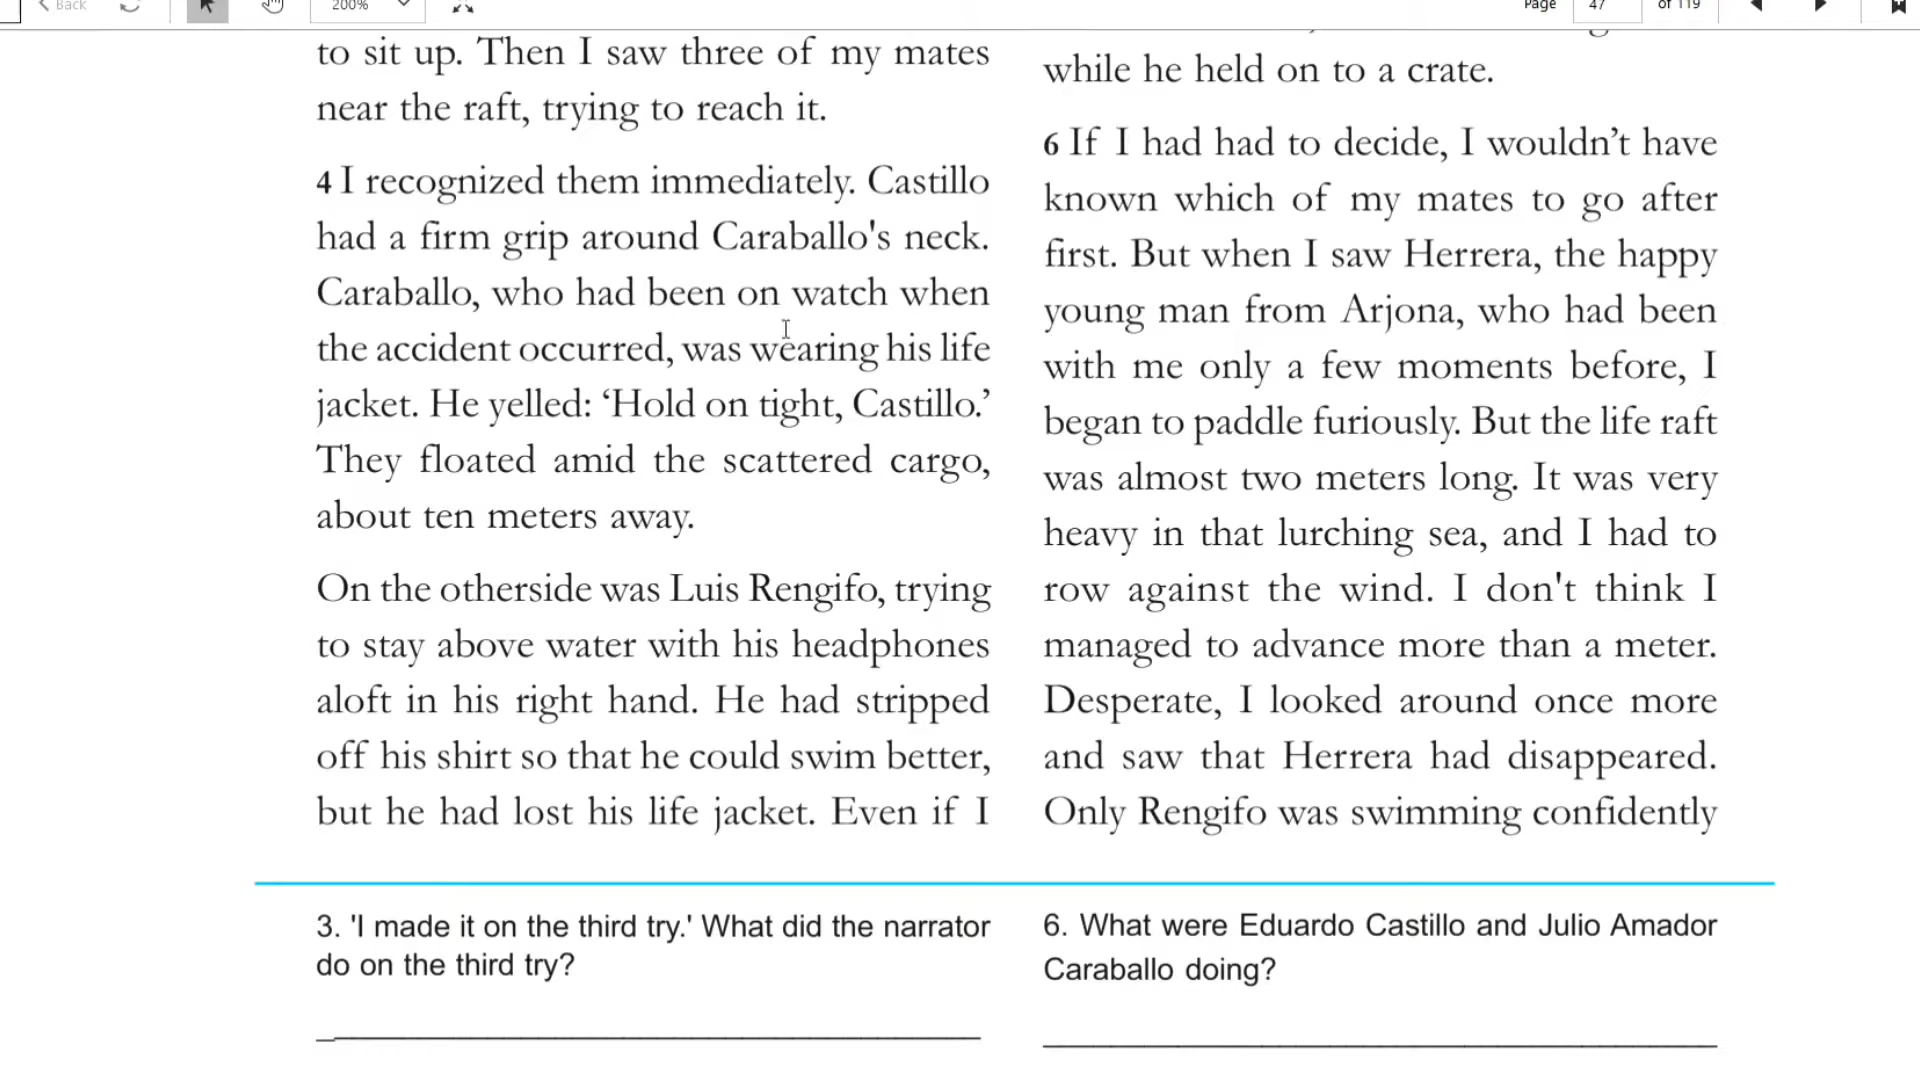 Back
200%
Page 47 of 119
to sit up. Then I saw three of my mates
near the raft, trying to reach it.
4 I recognized them immediately. Castillo
had a firm grip around Caraballo's neck.
Caraballo, who had been on watch when
the accident occurred, was wearing his life
jacket. He yelled: ‘Hold on tight, Castillo.’
They floated amid the scattered cargo,
about ten meters away.
On the otherside was Luis Rengifo, trying
to stay above water with his headphones
aloft in his right hand. He had stripped
off his shirt so that he could swim better,
but he had lost his life jacket. Even if I
while he held on to a crate.
6 If I had had to decide, I wouldn’t have
known which of my mates to go after
first. But when I saw Herrera, the happy
young man from Arjona, who had been
with me only a few moments before, I
began to paddle furiously. But the life raft
was almost two meters long. It was very
heavy in that lurching sea, and I had to
row against the wind. I don't think I
managed to advance more than a meter.
Desperate, I looked around once more
and saw that Herrera had disappeared.
Only Rengifo was swimming confidently
3. 'I made it on the third try.' What did the narrator
do on the third try?
6. What were Eduardo Castillo and Julio Amador
Caraballo doing?